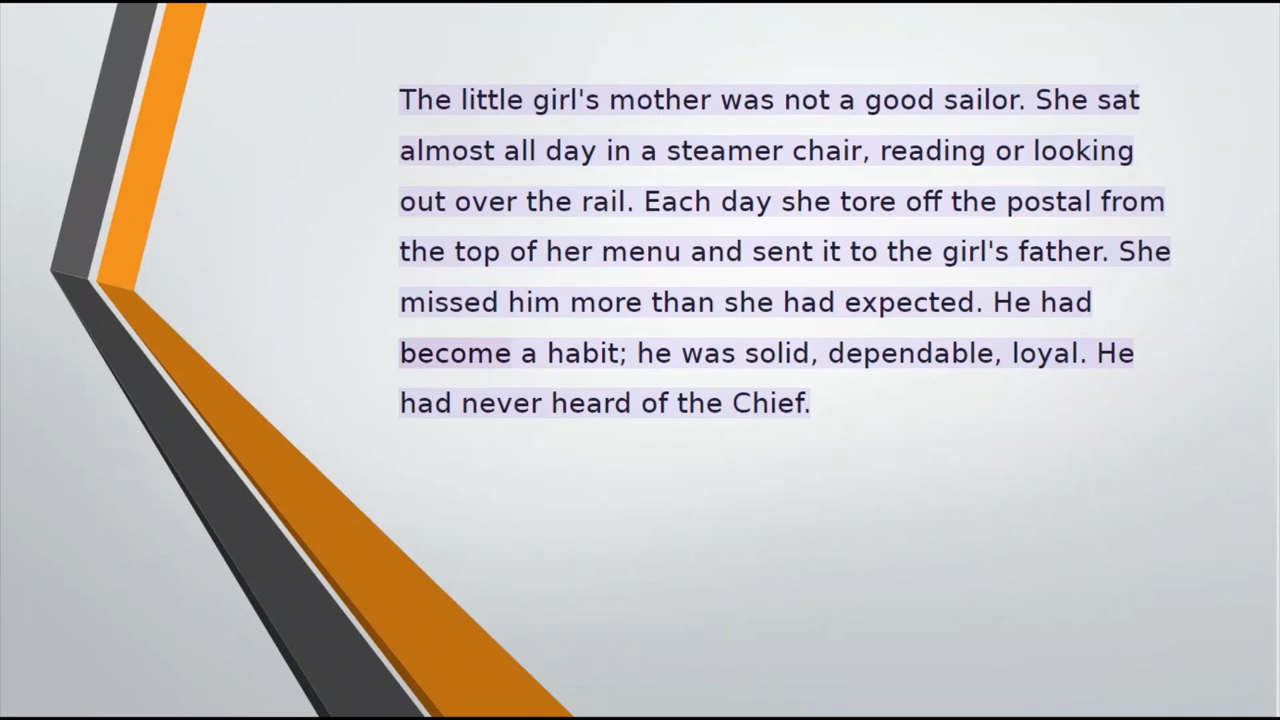 The little girl's mother was not a good sailor. She sat
almost all day in a steamer chair, reading or looking
out over the rail. Each day she tore off the postal from
the top of her menu and sent it to the girl's father. She
missed him more than she had expected. He had
become a habit; he was solid, dependable, loyal. He
had never heard of the Chief.